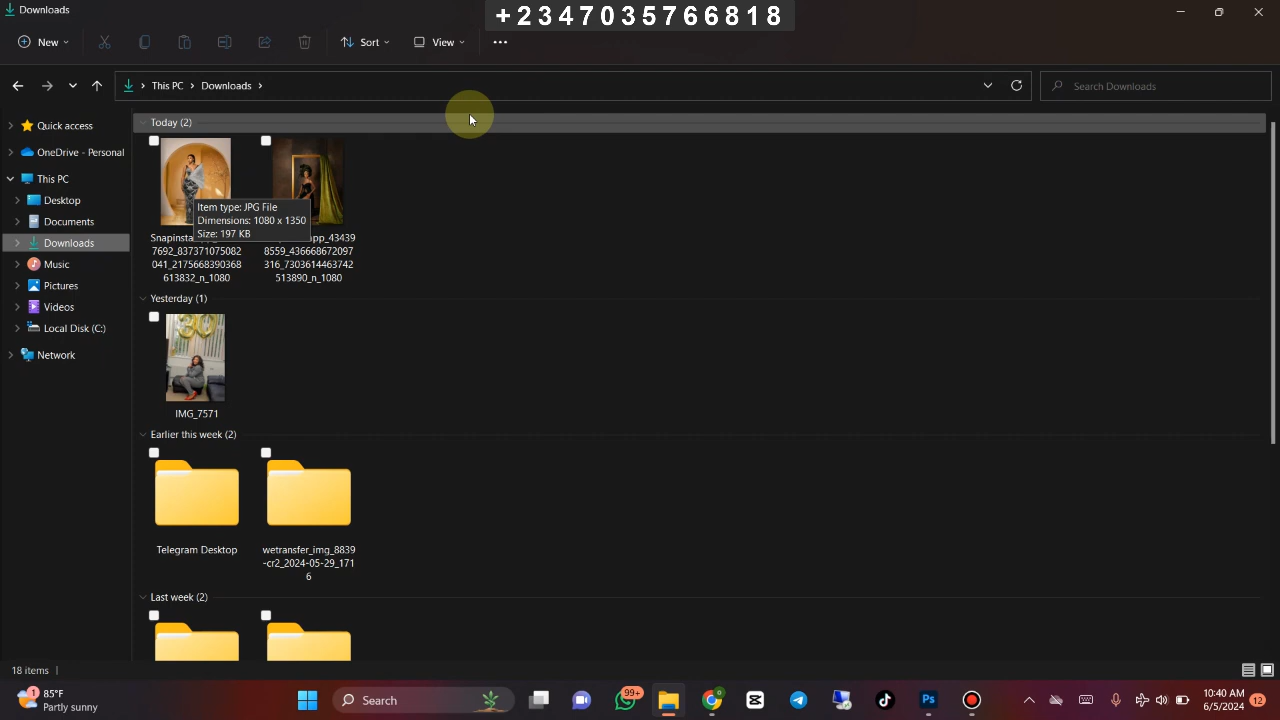 Downloads
+2347035766818
New
Sort
View
This PC
Downloads
Search Downloads
Quick access
OneDrive - Personal
This PC
Desktop
Documents
Downloads
Music
Pictures
Videos
Local Disk (C:)
Network
Today (2)
Item type: JPG File
Dimensions: 1080 x 1350
Size: 197 KB
Snapinsta
7692_837371075082
041_2175668390368
613832_n_1080
app_43439
8559_436668672097
316_7303614463742
513890_n_1080
Yesterday (1)
30
IMG_7571
Earlier this week (2)
Telegram Desktop
wetransfer_img_8839
-cr2_2024-05-29_171
6
Last week (2)
18 items
1
85°F
Partly sunny
Search
99+
Ps
10:40 AM
6/5/2024
12